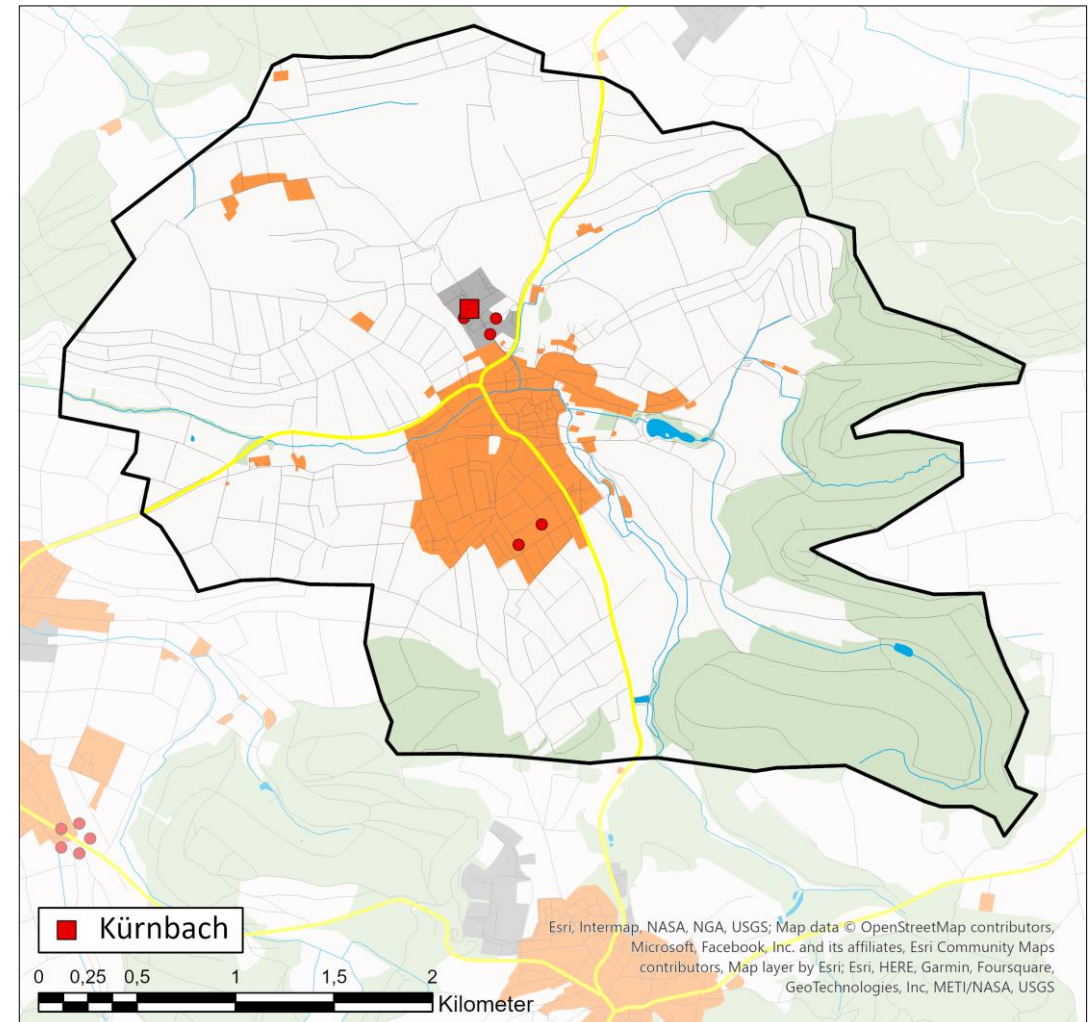 Kürnbach
Esri, Intermap, NASA, NGA, USGS; Map data © OpenStreetMap contributors,
Microsoft, Facebook, Inc. and its affiliates, Esri Community Maps
contributors, Map layer by Esri; Esri, HERE, Garmin, Foursquare,
GeoTechnologies, Inc, METI/NASA, USGS
0 0,25 0,5 1 1,5 2
Kilometer